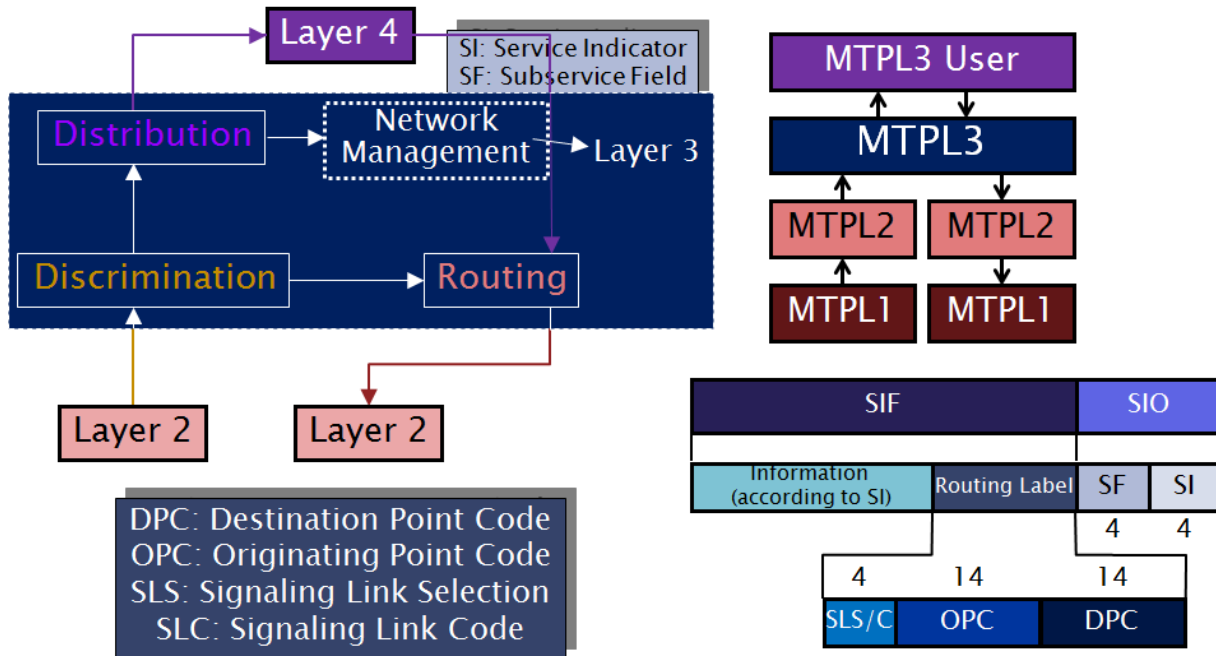 Layer 4
SI: Service Indicator
SF: Subservice Field
Distribution
Network
Management
Layer 3
Discrimination
Routing
Layer 2
Layer 2
DPC: Destination Point Code
OPC: Originating Point Code
SLS: Signaling Link Selection
SLC: Signaling Link Code
MTPL3 User
MTPL3
MTPL2
MTPL2
MTPL1
MTPL1
SIF
SIO
Information
(according to SI)
Routing Label
SF
SI
4
4
4
14
14
SLS/C
OPC
DPC